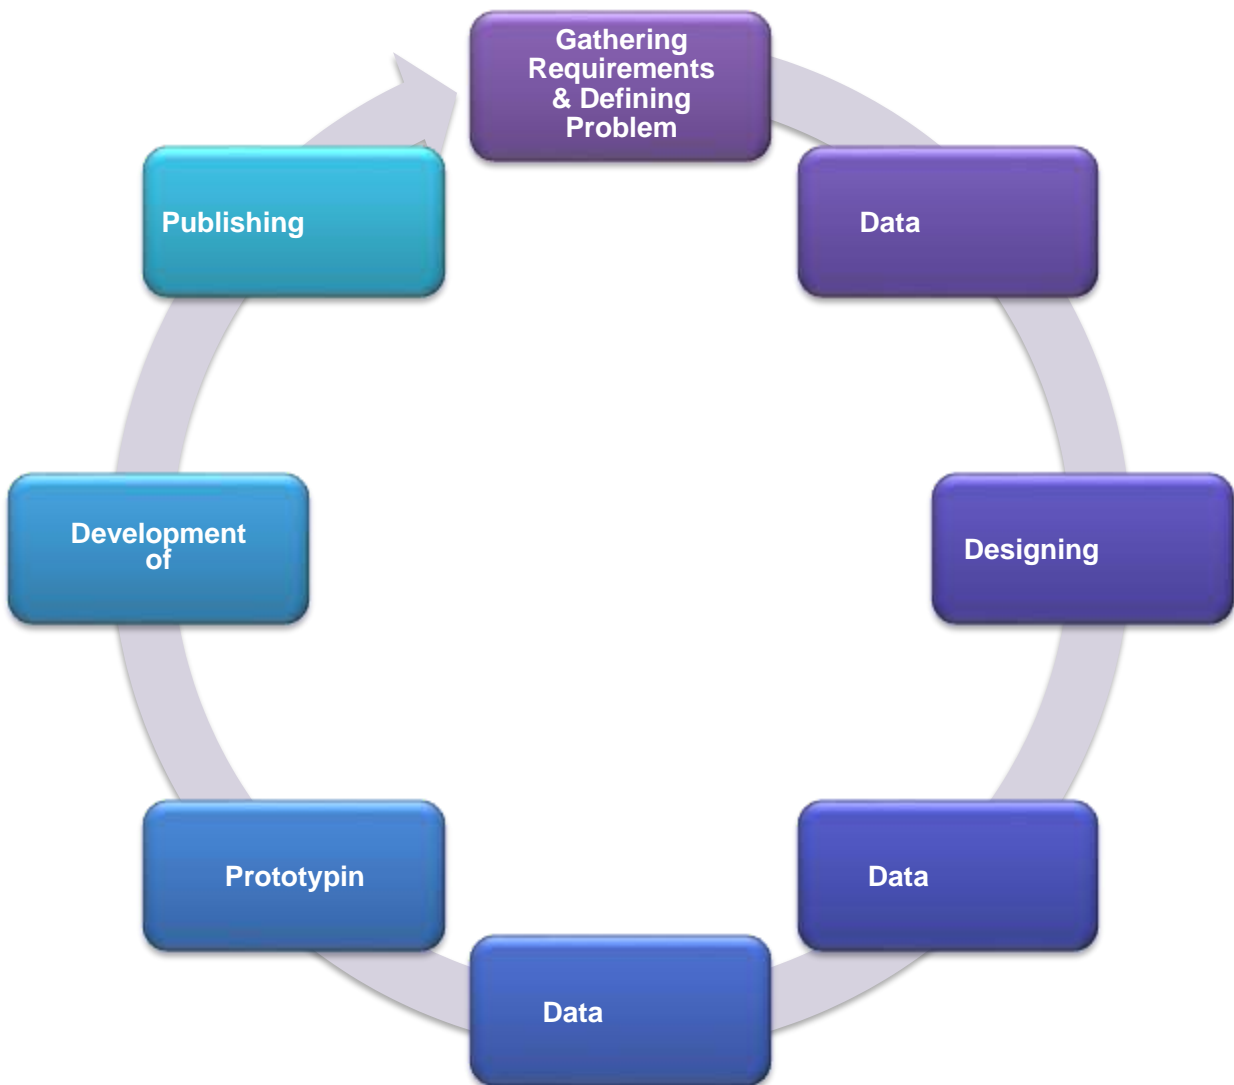 Gathering
Requirements
& Defining
Problem
Data
Designing
Data
Data
Prototypin
Development
of
Publishing